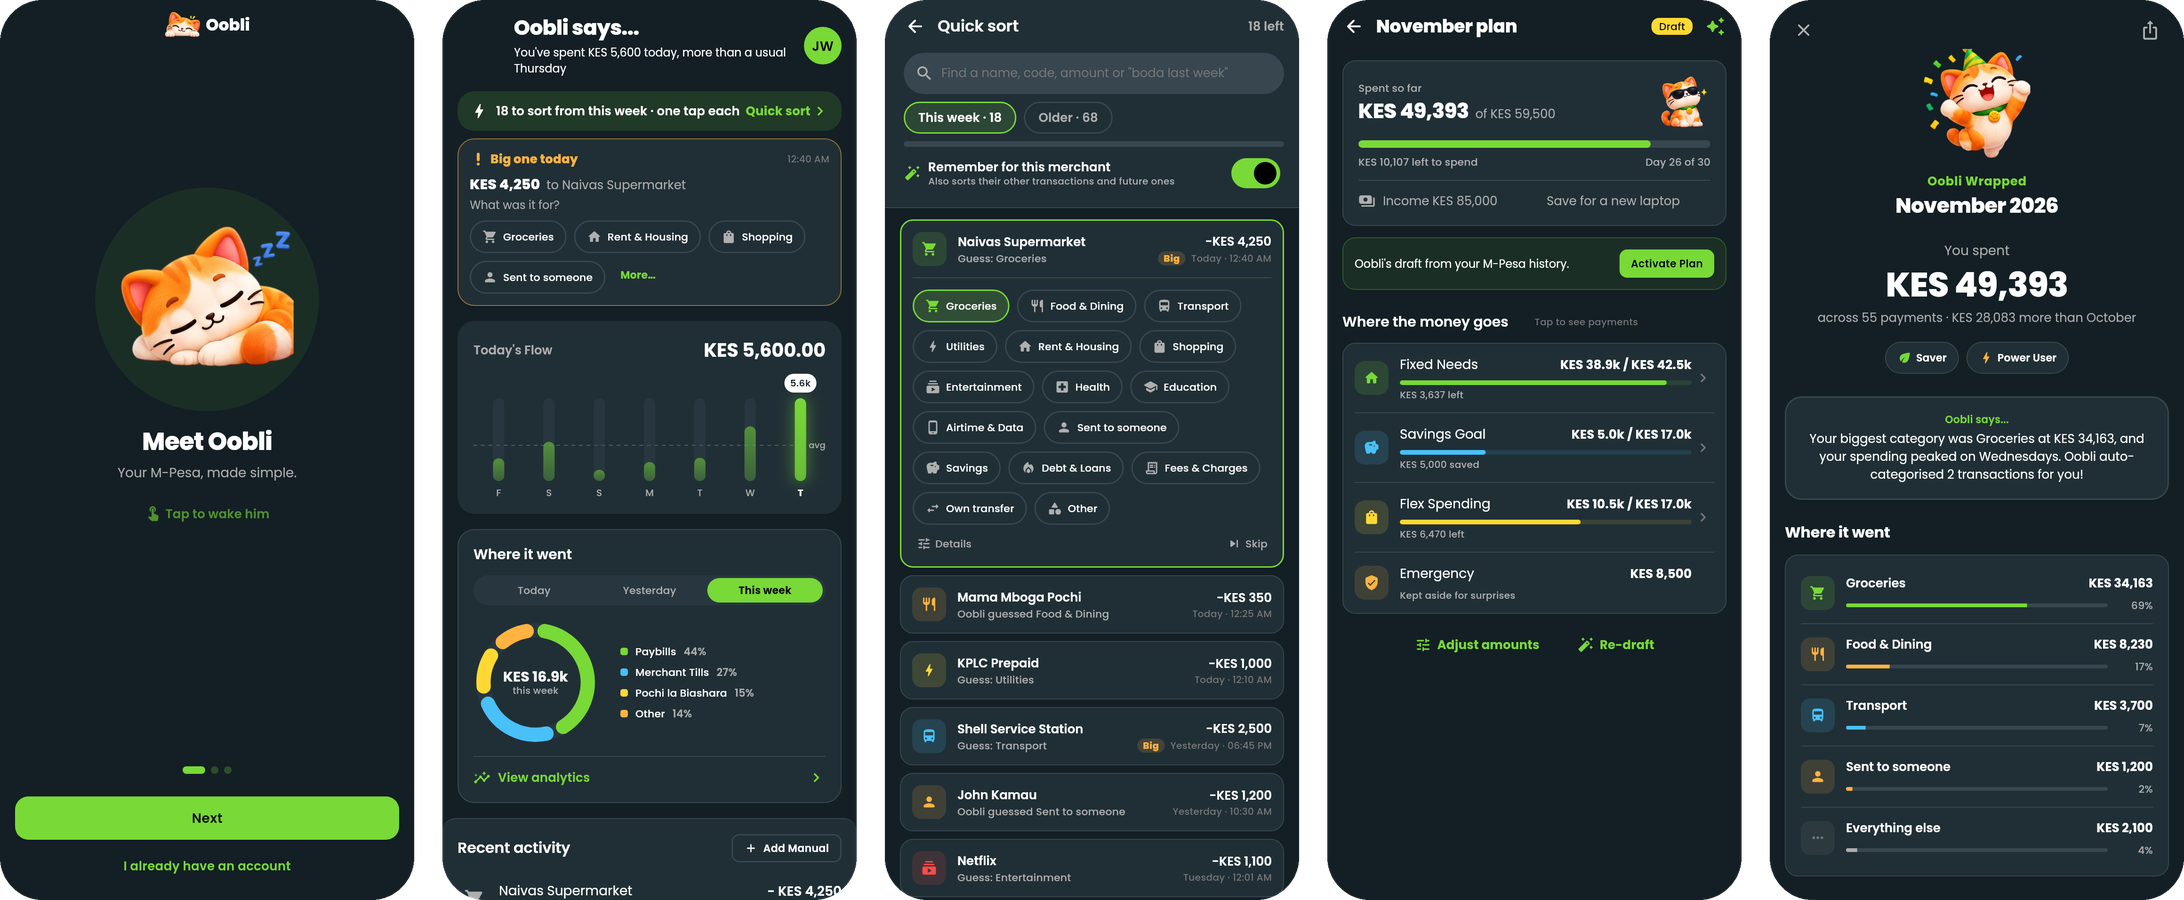 Oobli
Meet Oobli
Your M-Pesa, made simple.
Tap to wake him
Next
I already have an account
Oobli says...
You've spent KES 5,600 today, more than a usual
Thursday
JW
18 to sort from this week · one tap each Quick sort
Big one today
12:40 AM
KES 4,250 to Naivas Supermarket
What was it for?
Groceries
Rent & Housing
Shopping
Sent to someone
More...
Today's Flow
KES 5,600.00
5.6k
avg
F S S M T W T
Where it went
Today
Yesterday
This week
KES 16.9k
this week
Paybills 44%
Merchant Tills 27%
Pochi la Biashara 15%
Other 14%
View analytics
Recent activity
+ Add Manual
Naivas Supermarket
- KES 4,250
Quick sort
18 left
Find a name, code, amount or "boda last week"
This week · 18
Older · 68
Remember for this merchant
Also sorts their other transactions and future ones
Naivas Supermarket
-KES 4,250
Guess: Groceries
Big Today · 12:40 AM
Groceries
Food & Dining
Transport
Utilities
Rent & Housing
Shopping
Entertainment
Health
Education
Airtime & Data
Sent to someone
Savings
Debt & Loans
Fees & Charges
Own transfer
Other
Details
Skip
Mama Mboga Pochi
-KES 350
Oobli guessed Food & Dining
Today · 12:25 AM
KPLC Prepaid
-KES 1,000
Guess: Utilities
Today · 12:10 AM
Shell Service Station
-KES 2,500
Guess: Transport
Big Yesterday · 06:45 PM
John Kamau
-KES 1,200
Oobli guessed Sent to someone
Yesterday · 10:30 AM
Netflix
-KES 1,100
Guess: Entertainment
Tuesday · 12:01 AM
November plan
Draft
Spent so far
KES 49,393 of KES 59,500
KES 10,107 left to spend
Day 26 of 30
Income KES 85,000
Save for a new laptop
Oobli's draft from your M-Pesa history.
Activate Plan
Where the money goes
Tap to see payments
Fixed Needs
KES 38.9k / KES 42.5k
KES 3,637 left
Savings Goal
KES 5.0k / KES 17.0k
KES 5,000 saved
Flex Spending
KES 10.5k / KES 17.0k
KES 6,470 left
Emergency
KES 8,500
Kept aside for surprises
Adjust amounts
Re-draft
Oobli Wrapped
November 2026
You spent
KES 49,393
across 55 payments · KES 28,083 more than October
Saver
Power User
Oobli says...
Your biggest category was Groceries at KES 34,163, and
your spending peaked on Wednesdays. Oobli auto-
categorised 2 transactions for you!
Where it went
Groceries
KES 34,163
69%
Food & Dining
KES 8,230
17%
Transport
KES 3,700
7%
Sent to someone
KES 1,200
2%
Everything else
KES 2,100
4%